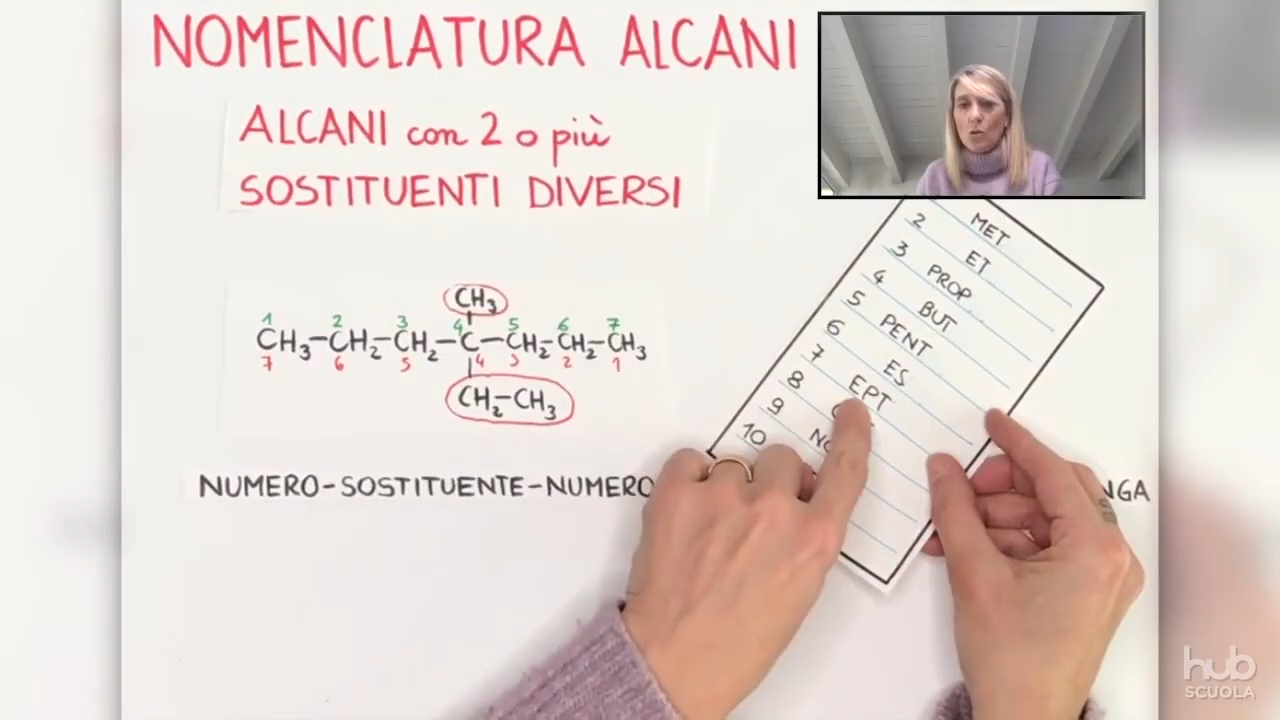 NOMENCLATURA ALCANI
ALCANI con 2 o più
SOSTITUENTI DIVERSI
CH3
1 2 3 4 5 6 7
CH3-CH2-CH2-C-CH2-CH2-CH3
7 6 5 4 3 2 1
CH2-CH3
NUMERO-SOSTITUENTE-NUMERO
MET
2 ET
3 PROP
4 BUT
5 PENT
6 ES
7 EPT
8
9
10
hub
SCUOLA